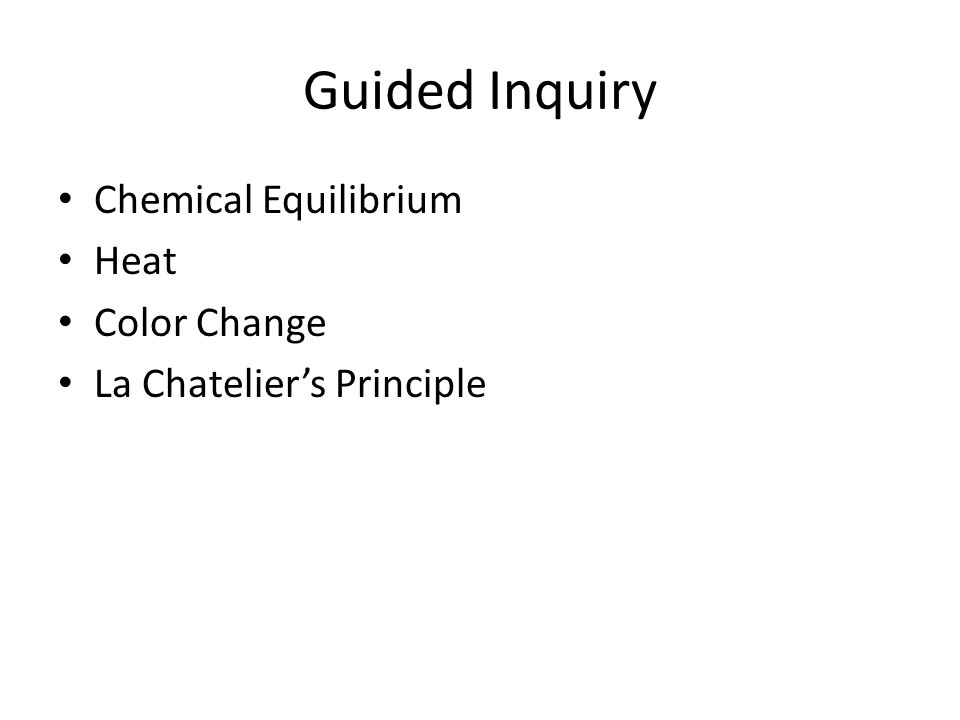 Guided Inquiry
• Chemical Equilibrium
• Heat
• Color Change
• La Chatelier’s Principle